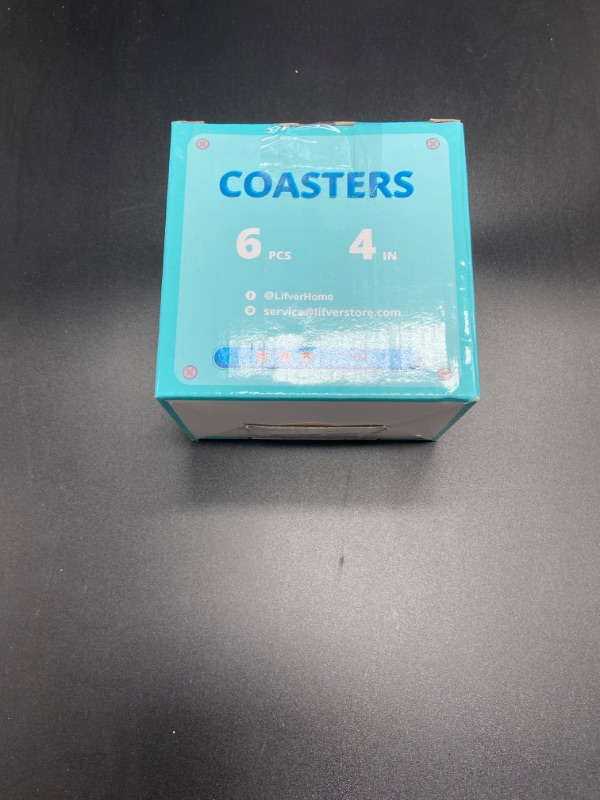 COASTERS
6 PCS 4 IN
@LifverHome
service@lifverstore.com